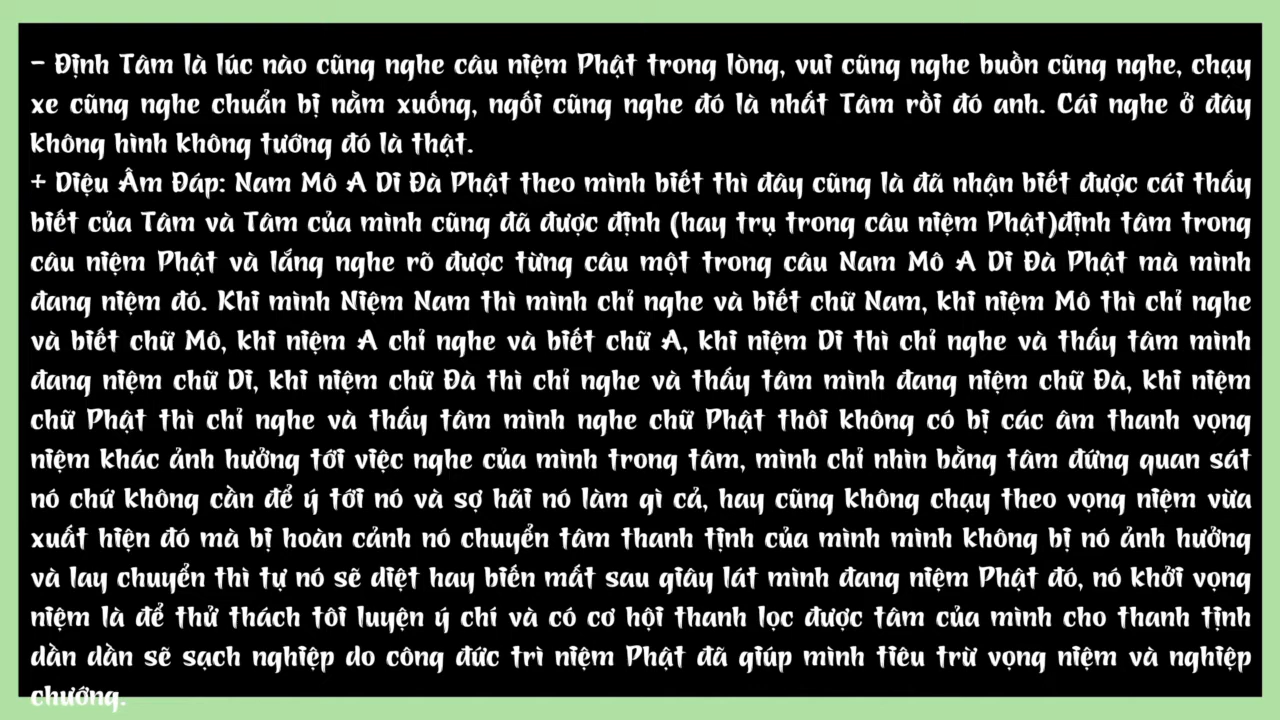 - Định Tâm là lúc nào cũng nghe câu niệm Phật trong lòng, vui cũng nghe buồn cũng nghe, chạy
xe cũng nghe chuẩn bị nằm xuống, ngối cũng nghe đó là nhất Tâm rồi đó anh. Cái nghe ở đây
không hình không tướng đó là thật.
+ Diệu Âm Đáp: Nam Mô A Di Đà Phật theo mình biết thì đây cũng là đã nhận biết được cái thấy
biết của Tâm và Tâm của mình cũng đã được định (hay trụ trong câu niệm Phật)định tâm trong
câu niệm Phật và lắng nghe rõ được từng câu một trong câu Nam Mô A Di Đà Phật mà mình
đang niệm đó. Khi mình Niệm Nam thì mình chỉ nghe và biết chữ Nam, khi niệm Mô thì chỉ nghe
và biết chữ Mô, khi niệm A chỉ nghe và biết chữ A, khi niệm Di thì chỉ nghe và thấy tâm mình
đang niệm chữ Di, khi niệm chữ Đà thì chỉ nghe và thấy tâm mình đang niệm chữ Đà, khi niệm
chữ Phật thì chỉ nghe và thấy tâm mình nghe chữ Phật thôi không có bị các âm thanh vọng
niệm khác ảnh hưởng tới việc nghe của mình trong tâm, mình chỉ nhìn bằng tâm đứng quan sát
nó chứ không cần để ý tới nó và sợ hãi nó làm gì cả, hay cũng không chạy theo vọng niệm vừa
xuất hiện đó mà bị hoàn cảnh nó chuyển tâm thanh tịnh của mình mình không bị nó ảnh hưởng
và lay chuyển thì tự nó sẽ diệt hay biến mất sau giây lát mình đang niệm Phật đó, nó khởi vọng
niệm là để thử thách tôi luyện ý chí và có cơ hội thanh lọc được tâm của mình cho thanh tịnh
dần dần sẽ sạch nghiệp do công đức trì niệm Phật đã giúp mình tiêu trừ vọng niệm và nghiệp
chướng.